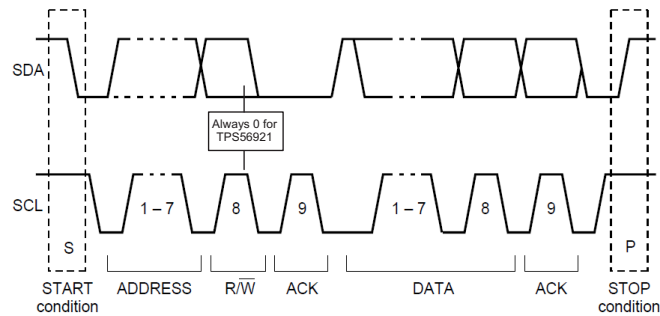 SDA
Always 0 for
TPS56921
SCL
1 – 7
8
9
1 – 7
8
9
S
P
START
condition
ADDRESS
R/W̅
ACK
DATA
ACK
STOP
condition